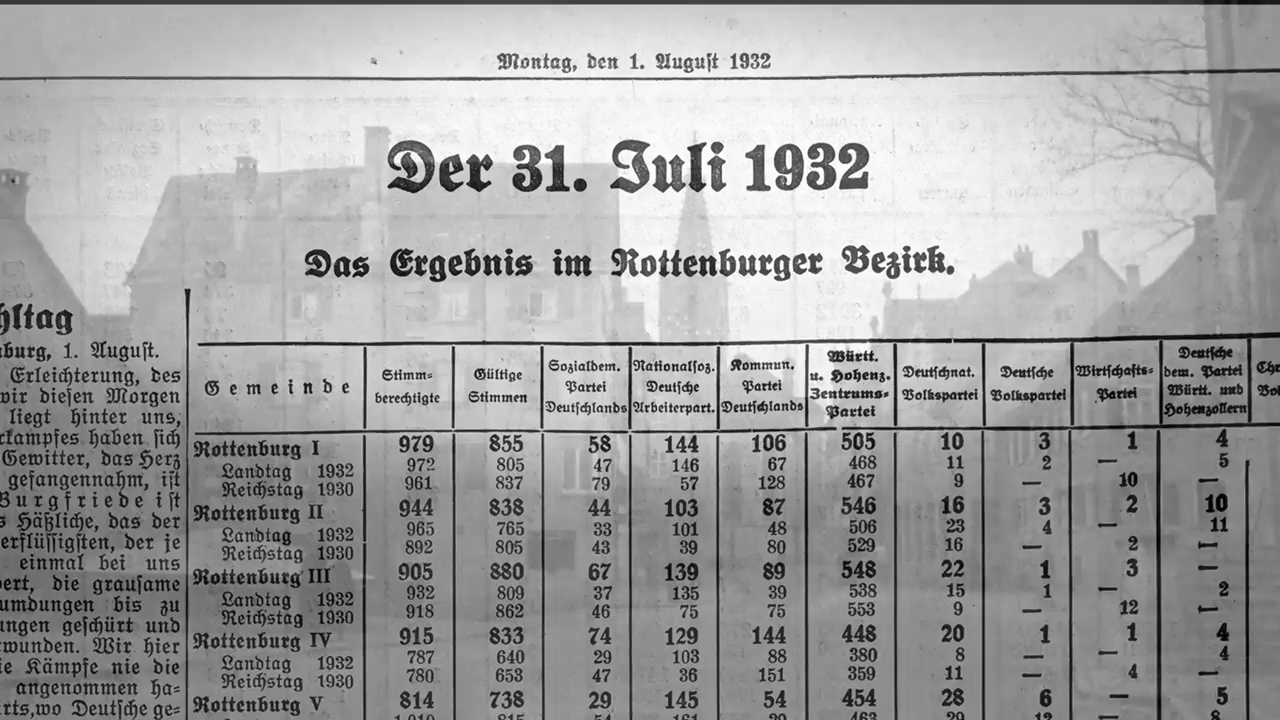 Montag, den 1. August 1932
Der 31. Juli 1932
Das Ergebnis im Rottenburger Bezirk.
hltag
burg, 1. August.
Erleichterung, des
wir diesen Morgen
liegt hinter uns,
kampfes haben sich
Gewitter, das Herz
gefangennahm, ist
Burgfriede ist
s Häßliche, das der
erflüssigsten, der je
einmal bei uns
pert, die grausame
umdungen bis zu
ungen geschürt und
wunden. Wir hier
ie Kämpfe nie die
angenommen ha=
rts, wo Deutsche ge=
Gemeinde Stimm= berechtigte Gültige Stimmen Sozialdem. Partei Deutschlands Nationalsoz. Deutsche Arbeiterpart. Kommun. Partei Deutschlands Württ. u. Hohenz. Zentrums= Partei Deutschnat. Volkspartei Deutsche Volkspartei Wirtschafts= Partei Deutsche dem. Partei Württ. und Hohenzollern Chr Vol
Rottenburg I 979 855 58 144 106 505 10 3 1 4
Landtag 1932 972 805 47 146 67 468 11 2 — 5
Reichstag 1930 961 837 79 57 128 467 9 — 10 —
Rottenburg II 944 838 44 103 87 546 16 3 2 10
Landtag 1932 965 765 33 101 48 506 23 4 — 11
Reichstag 1930 892 805 43 39 80 529 16 — 2 —
Rottenburg III 905 880 67 139 89 548 22 1 3 —
Landtag 1932 932 809 37 135 39 538 15 1 — 2
Reichstag 1930 918 862 46 75 75 553 9 — 12 —
Rottenburg IV 915 833 74 129 144 448 20 1 1 4
Landtag 1932 787 640 29 103 88 380 8 — — 4
Reichstag 1930 780 653 47 36 151 359 11 — 4 —
Rottenburg V 814 738 29 145 54 454 28 6 — 5